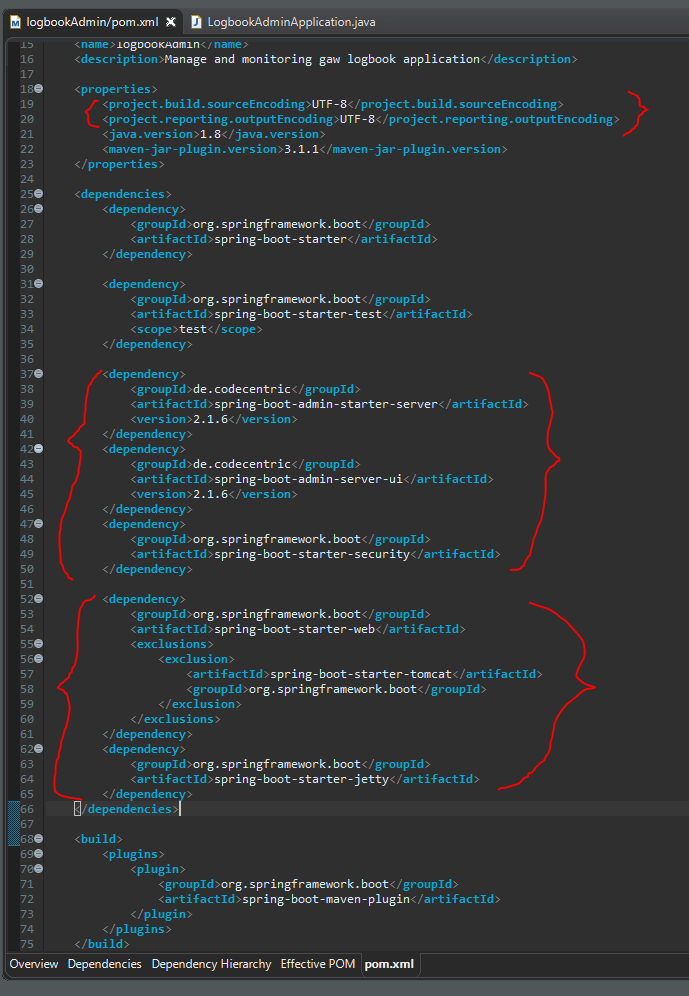 logbookAdmin/pom.xml LogbookAdminApplication.java
15 <name>logbookAdmin</name>
16 <description>Manage and monitoring gaw logbook application</description>
17
18 <properties>
19 <project.build.sourceEncoding>UTF-8</project.build.sourceEncoding>
20 <project.reporting.outputEncoding>UTF-8</project.reporting.outputEncoding>
21 <java.version>1.8</java.version>
22 <maven-jar-plugin.version>3.1.1</maven-jar-plugin.version>
23 </properties>
24
25 <dependencies>
26 <dependency>
27 <groupId>org.springframework.boot</groupId>
28 <artifactId>spring-boot-starter</artifactId>
29 </dependency>
30
31 <dependency>
32 <groupId>org.springframework.boot</groupId>
33 <artifactId>spring-boot-starter-test</artifactId>
34 <scope>test</scope>
35 </dependency>
36
37 <dependency>
38 <groupId>de.codecentric</groupId>
39 <artifactId>spring-boot-admin-starter-server</artifactId>
40 <version>2.1.6</version>
41 </dependency>
42 <dependency>
43 <groupId>de.codecentric</groupId>
44 <artifactId>spring-boot-admin-server-ui</artifactId>
45 <version>2.1.6</version>
46 </dependency>
47 <dependency>
48 <groupId>org.springframework.boot</groupId>
49 <artifactId>spring-boot-starter-security</artifactId>
50 </dependency>
51
52 <dependency>
53 <groupId>org.springframework.boot</groupId>
54 <artifactId>spring-boot-starter-web</artifactId>
55 <exclusions>
56 <exclusion>
57 <artifactId>spring-boot-starter-tomcat</artifactId>
58 <groupId>org.springframework.boot</groupId>
59 </exclusion>
60 </exclusions>
61 </dependency>
62 <dependency>
63 <groupId>org.springframework.boot</groupId>
64 <artifactId>spring-boot-starter-jetty</artifactId>
65 </dependency>
66 </dependencies>
67
68 <build>
69 <plugins>
70 <plugin>
71 <groupId>org.springframework.boot</groupId>
72 <artifactId>spring-boot-maven-plugin</artifactId>
73 </plugin>
74 </plugins>
75 </build>
Overview Dependencies Dependency Hierarchy Effective POM pom.xml